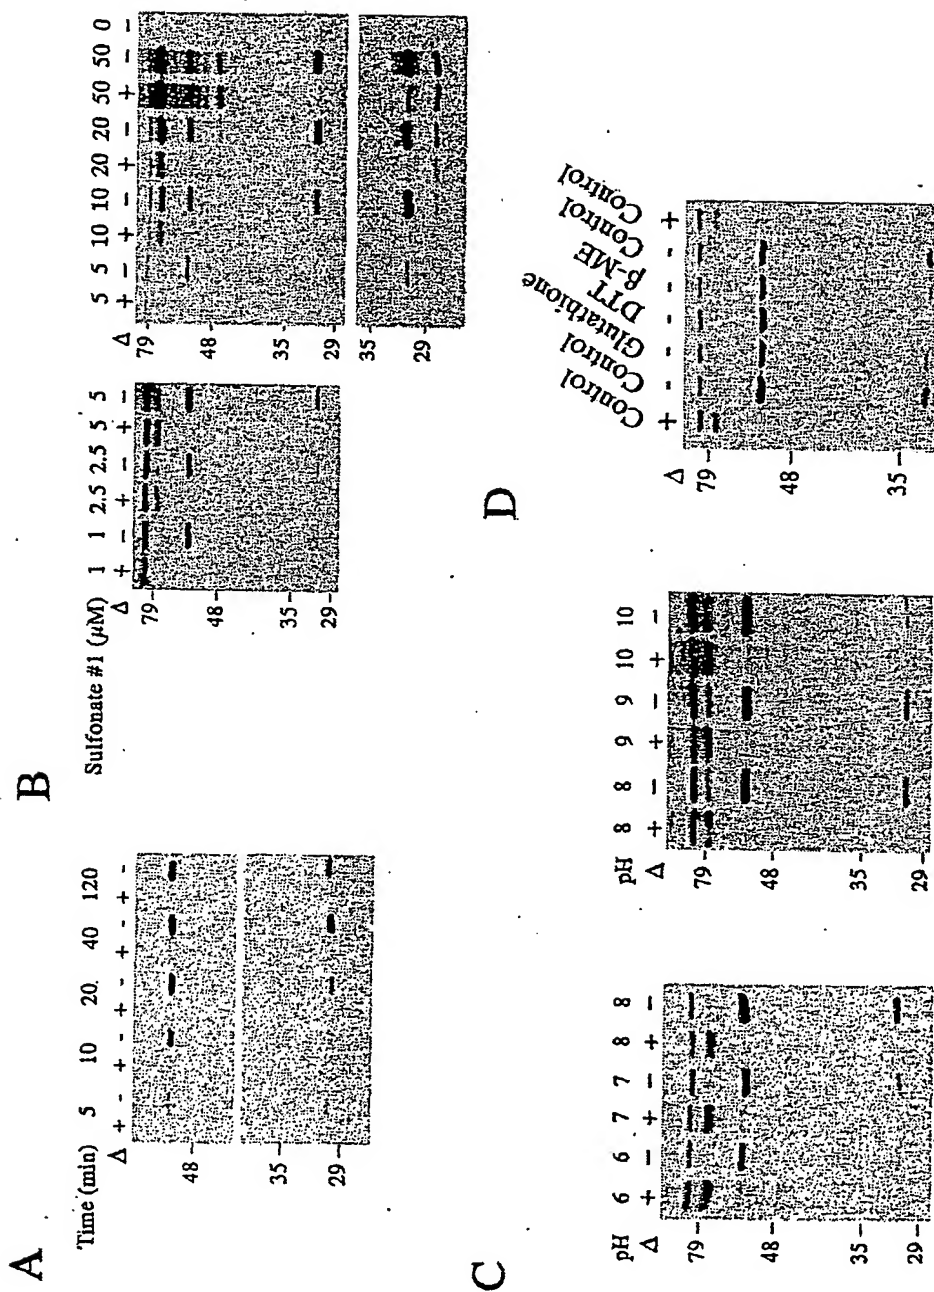 A
Time (min) 5 10 20 40 120
Δ + - + - + - + - + -
48
35
29
B
Sulfonate #1 (μM) 1 1 2.5 2.5 5 5
Δ + − + − + −
79
48
35
29
5 5 10 10 20 20 50 50 0
Δ + − + − + − + − −
79
48
35
29
35
29
C
pH 6 6 7 7 8 8
Δ + − + − + −
79
48
35
29
pH 8 8 9 9 10 10
Δ + − + − + −
79
48
35
29
D
Control
Control
Glutathione
DTT
β-ME
Control
Control
Δ + - - - - - +
79
48
35